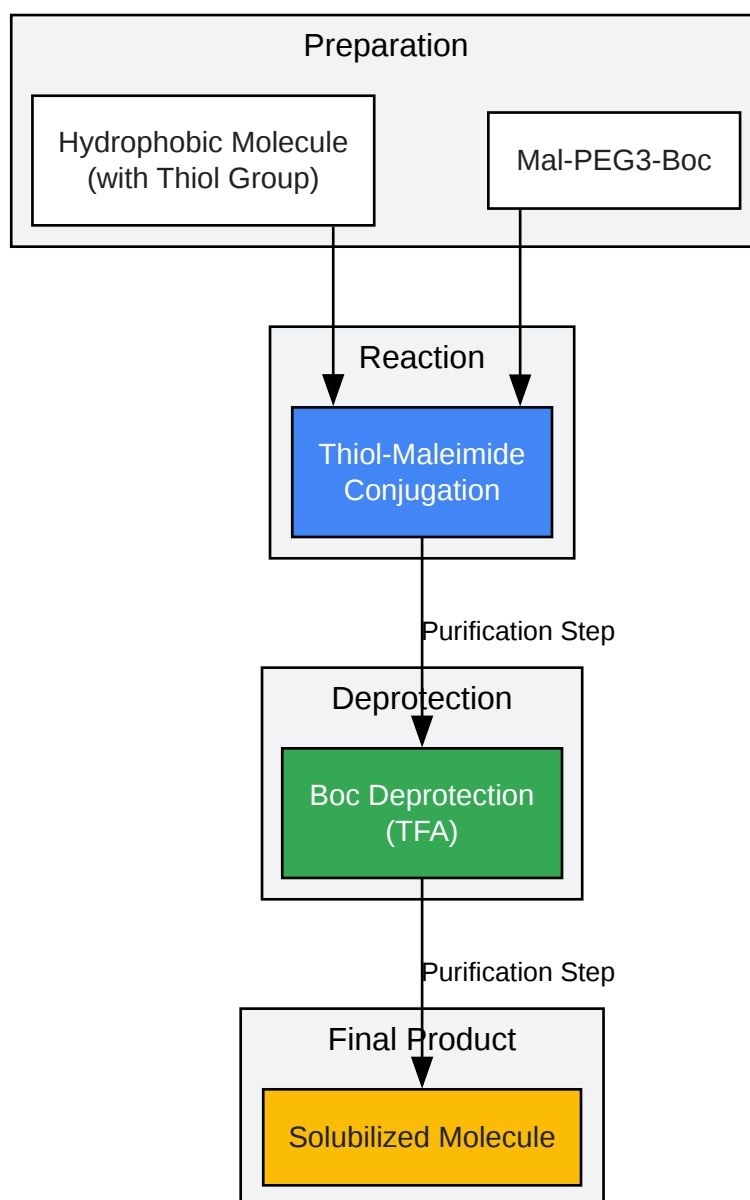 Preparation
Hydrophobic Molecule
(with Thiol Group)
Mal-PEG3-Boc
Reaction
Thiol-Maleimide
Conjugation
Purification Step
Deprotection
Boc Deprotection
(TFA)
Purification Step
Final Product
Solubilized Molecule